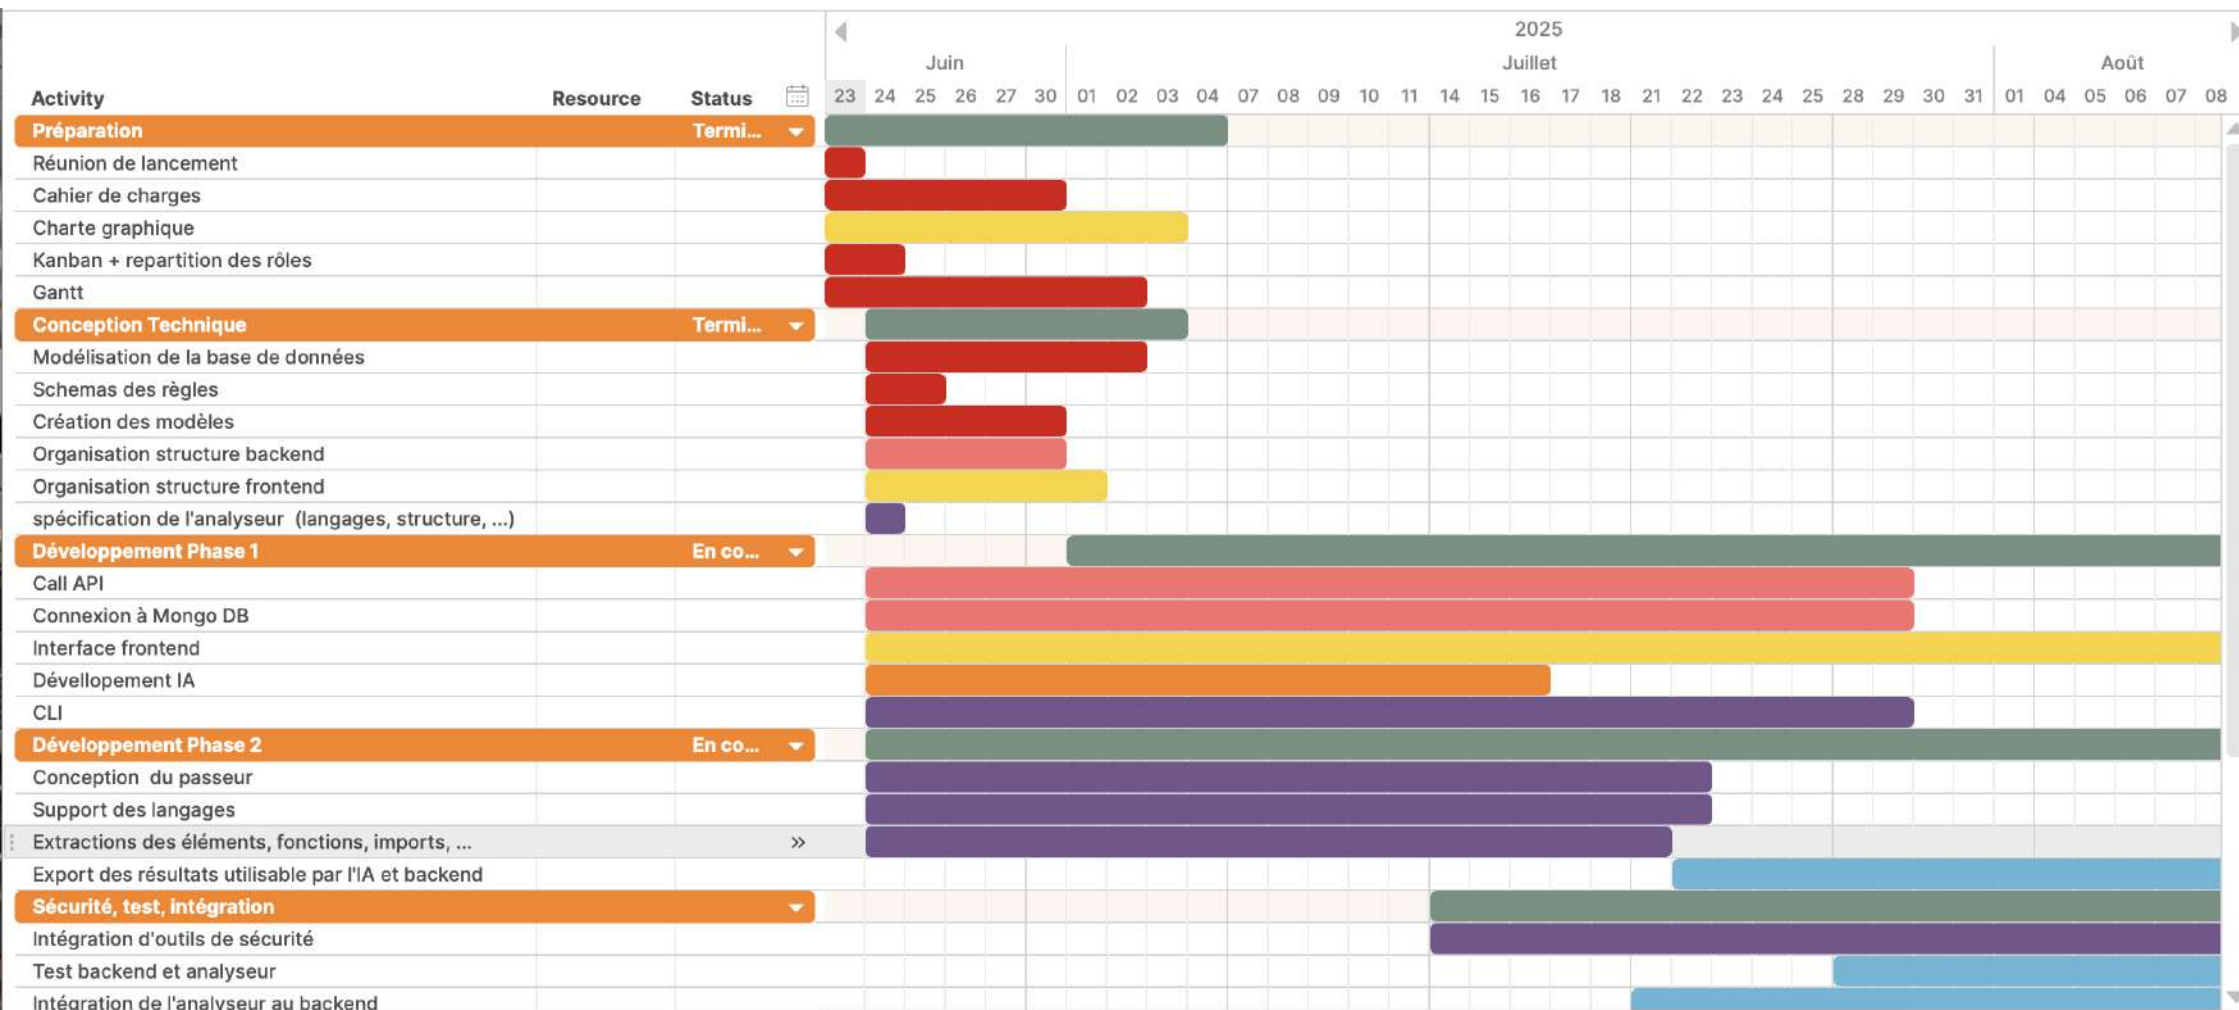 2025
Juin Juillet Août
Activity Resource Status 23 24 25 26 27 30 01 02 03 04 07 08 09 10 11 14 15 16 17 18 21 22 23 24 25 28 29 30 31 01 04 05 06 07 08
Préparation Termi...
Réunion de lancement
Cahier de charges
Charte graphique
Kanban + repartition des rôles
Gantt
Conception Technique Termi...
Modélisation de la base de données
Schemas des règles
Création des modèles
Organisation structure backend
Organisation structure frontend
spécification de l'analyseur (langages, structure, ...)
Développement Phase 1 En co...
Call API
Connexion à Mongo DB
Interface frontend
Dévellopement IA
CLI
Développement Phase 2 En co...
Conception du passeur
Support des langages
Extractions des éléments, fonctions, imports, ... »
Export des résultats utilisable par l'IA et backend
Sécurité, test, intégration
Intégration d'outils de sécurité
Test backend et analyseur
Intégration de l'analyseur au backend